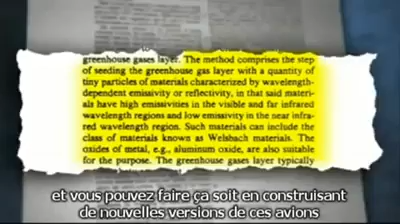 greenhouse gases layer. The method comprises the step
of seeding the greenhouse gas layer with a quantity of
tiny particles of materials characterized by wavelength-
dependent emissivity or reflectivity, in that said materi-
als have high emissivities in the visible and far infrared
wavelength regions and low emissivity in the near infra-
red wavelength region. Such materials can include the
class of materials known as Welsbach materials. The
oxides of metal, e.g., aluminum oxide, are also suitable
for the purpose. The greenhouse gases layer typically
et vous pouvez faire ça soit en construisant
de nouvelles versions de ces avions